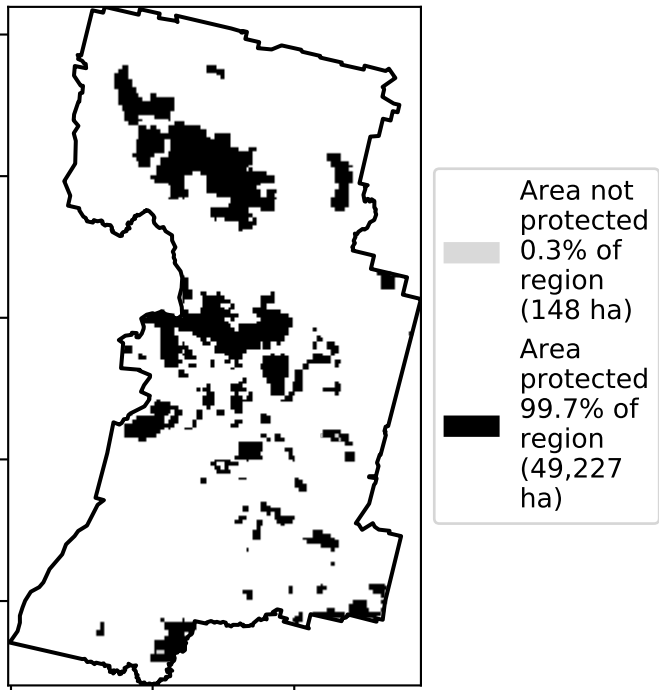 Area not
protected
0.3% of
region
(148 ha)
Area
protected
99.7% of
region
(49,227
ha)